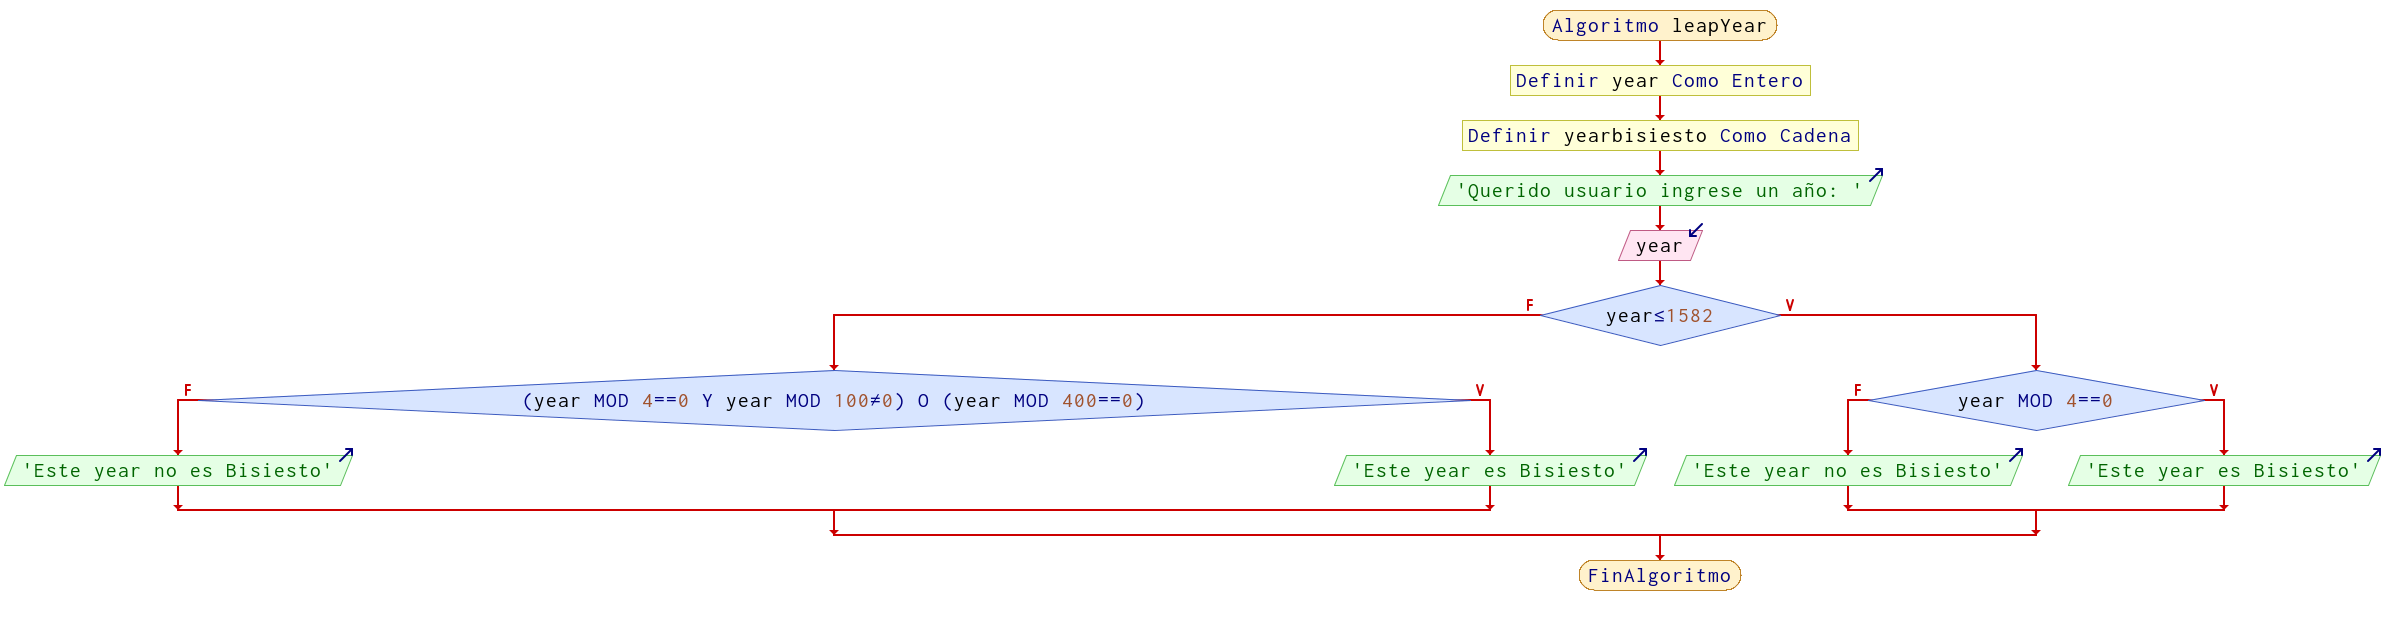 Algoritmo leapYear
Definir year Como Entero
Definir yearbisiesto Como Cadena
'Querido usuario ingrese un año: '
year
F
year≤1582
V
F
(year MOD 4==0 Y year MOD 100≠0) O (year MOD 400==0)
V
F
year MOD 4==0
V
'Este year no es Bisiesto'
'Este year es Bisiesto'
'Este year no es Bisiesto'
'Este year es Bisiesto'
FinAlgoritmo